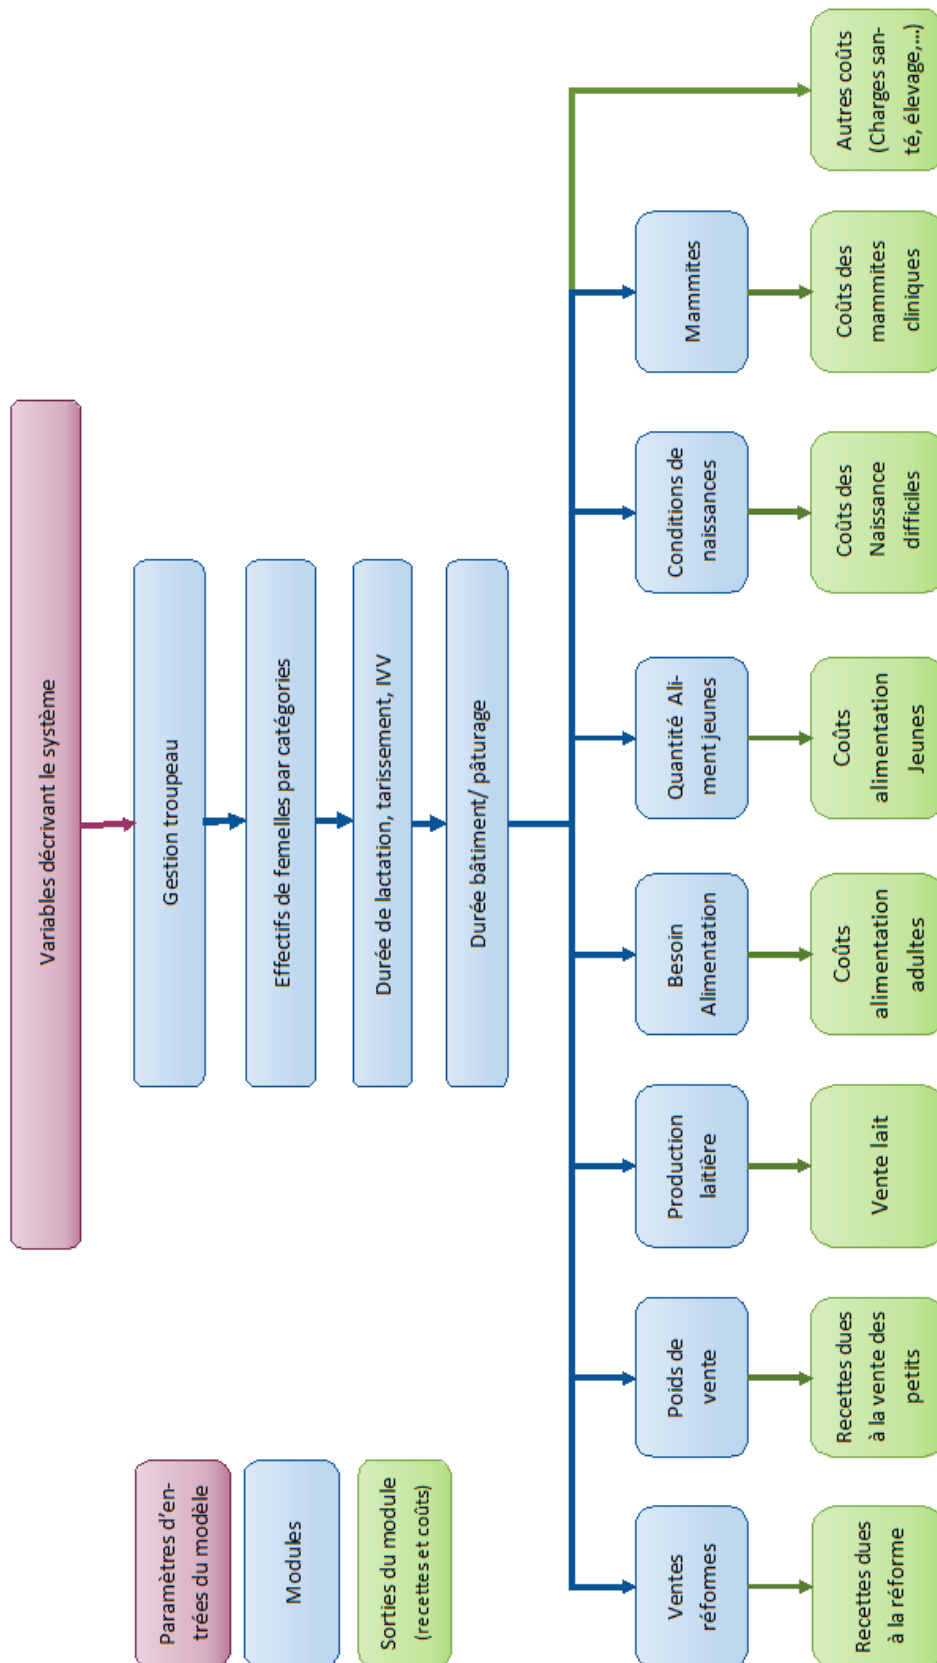 Variables décrivant le système
Gestion troupeau
Effectifs de femelles par catégories
Durée de lactation, tarissement, IVV
Durée bâtiment/ pâturage
Paramètres d'en-
trées du modèle
Modules
Sorties du module
(recettes et coûts)
Ventes
réformes
Poids de
vente
Production
laitière
Besoin
Alimentation
Quantité Ali-
ment jeunes
Conditions de
naissances
Mammites
Recettes dues
à la réforme
Recettes dues
à la vente des
petits
Vente lait
Coûts
alimentation
adultes
Coûts
alimentation
Jeunes
Coûts des
Naissance
difficiles
Coûts des
mammites
cliniques
Autres coûts
(Charges san-
té, élevage,...)